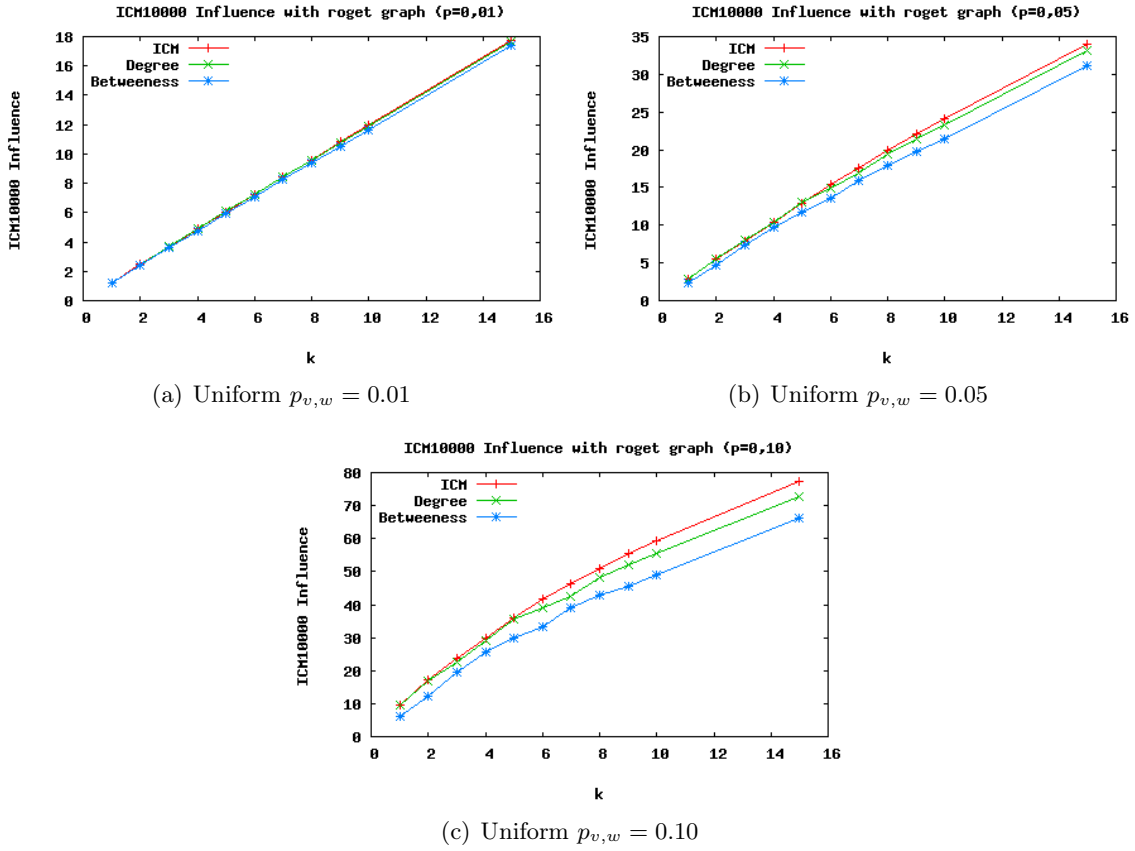 ICM10000 Influence with roget graph (p=0,01)
ICM10000 Influence
18
16
14
12
10
8
6
4
2
0
ICM
Degree
Betweeness
0 2 4 6 8 10 12 14 16
k
(a) Uniform p_{v,w} = 0.01
ICM10000 Influence with roget graph (p=0,05)
ICM10000 Influence
35
30
25
20
15
10
5
0
ICM
Degree
Betweeness
0 2 4 6 8 10 12 14 16
k
(b) Uniform p_{v,w} = 0.05
ICM10000 Influence with roget graph (p=0,10)
ICM10000 Influence
80
70
60
50
40
30
20
10
0
ICM
Degree
Betweeness
0 2 4 6 8 10 12 14 16
k
(c) Uniform p_{v,w} = 0.10